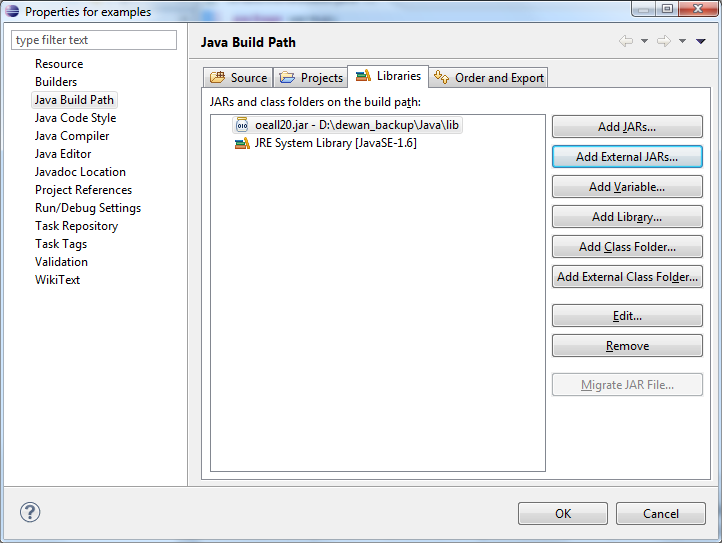 Properties for examples
type filter text
Resource
Builders
Java Build Path
Java Code Style
Java Compiler
Java Editor
Javadoc Location
Project References
Run/Debug Settings
Task Repository
Task Tags
Validation
WikiText
Java Build Path
Source
Projects
Libraries
Order and Export
JARs and class folders on the build path:
oeall20.jar - D:\dewan_backup\Java\lib
JRE System Library [JavaSE-1.6]
Add JARs...
Add External JARs...
Add Variable...
Add Library...
Add Class Folder...
Add External Class Folder...
Edit...
Remove
Migrate JAR File...
?
OK
Cancel